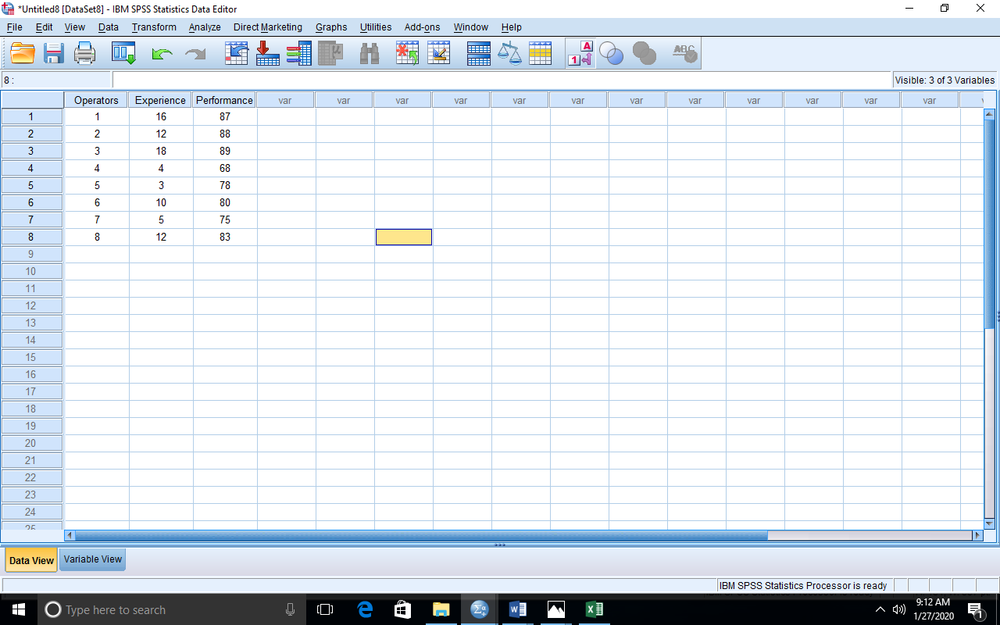 *Untitled8 [DataSet8] - IBM SPSS Statistics Data Editor
File Edit View Data Transform Analyze Direct Marketing Graphs Utilities Add-ons Window Help
8 : Visible: 3 of 3 Variables
Operators Experience Performance var var var var var var var var var var var var
1 1 16 87
2 2 12 88
3 3 18 89
4 4 4 68
5 5 3 78
6 6 10 80
7 7 5 75
8 8 12 83
9
10
11
12
13
14
15
16
17
18
19
20
21
22
23
24
Data View Variable View
IBM SPSS Statistics Processor is ready
Type here to search
9:12 AM
1/27/2020
1